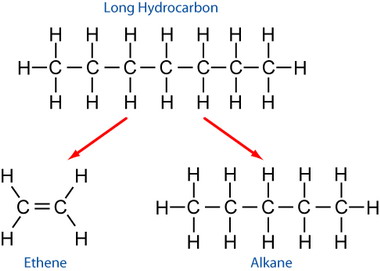 Long Hydrocarbon
H H H H H H H
H—C—C—C—C—C—C—C—H
H H H H H H H
H H
C=C
H H
Ethene
H H H H H
H—C—C—C—C—C—H
H H H H H
Alkane